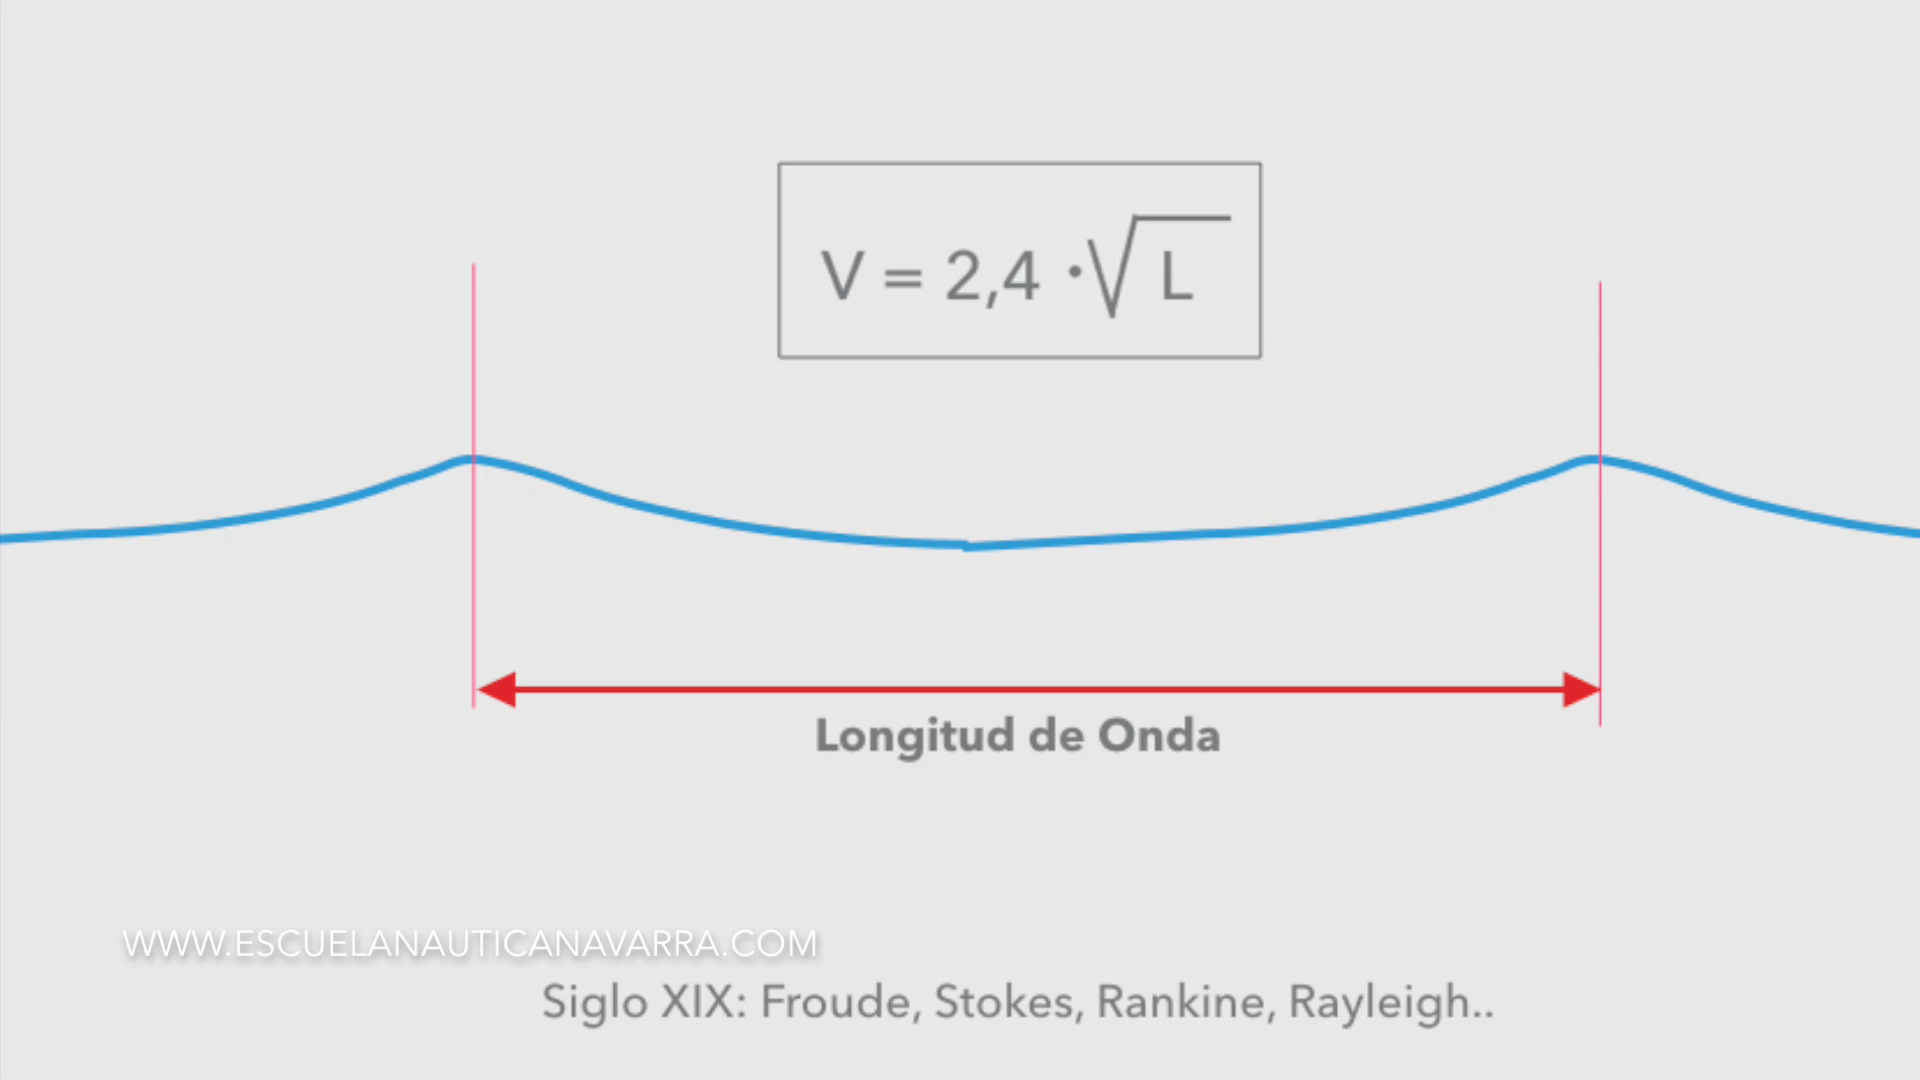 V = 2,4 · √L
Longitud de Onda
WWW.ESCUELANAUTICANAVARRA.COM
Siglo XIX: Froude, Stokes, Rankine, Rayleigh..